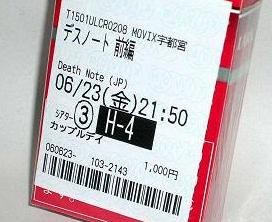 T1501ULCR0208 MOVIX宇都宮
デスノート 前編
Death Note (JP)
06/23(金)21:50
シアター ③ H-4
カップルデイ
1,000円
060623- 103-2143